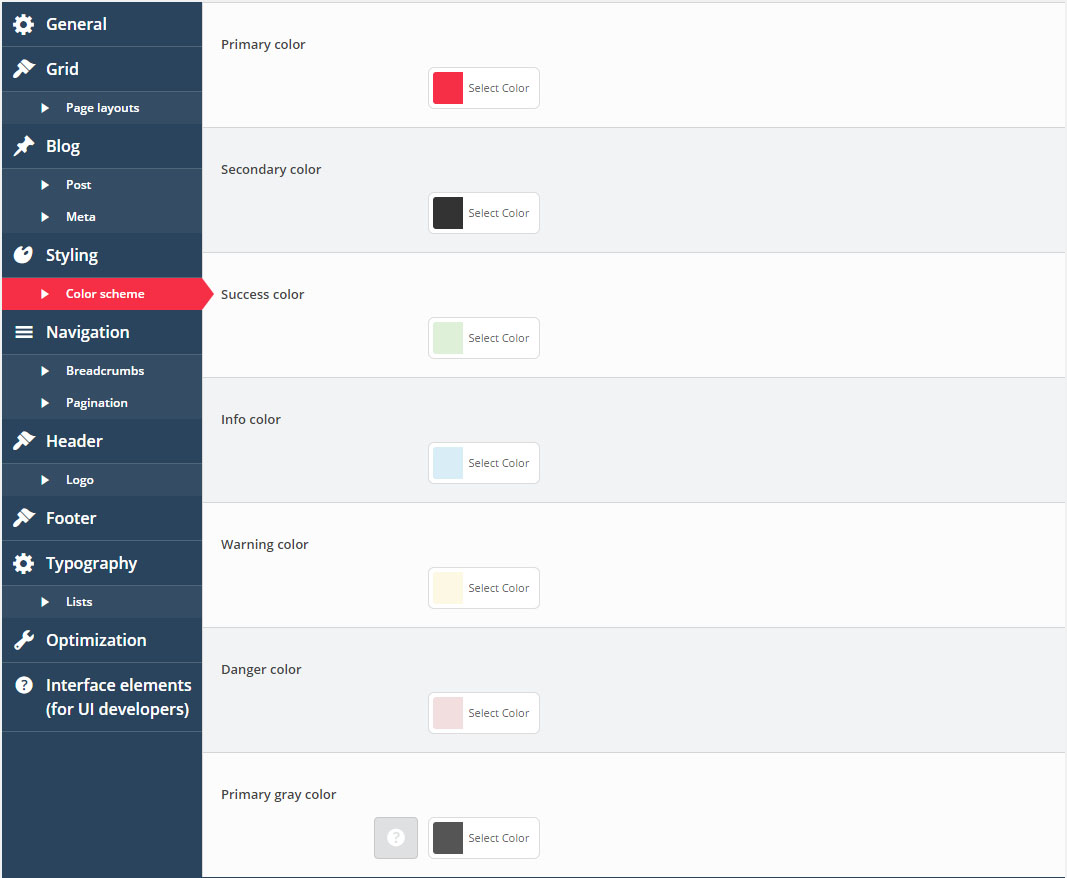 General
Grid
Page layouts
Blog
Post
Meta
Styling
Color scheme
Navigation
Breadcrumbs
Pagination
Header
Logo
Footer
Typography
Lists
Optimization
Interface elements
(for UI developers)
Primary color
Select Color
Secondary color
Select Color
Success color
Select Color
Info color
Select Color
Warning color
Select Color
Danger color
Select Color
Primary gray color
Select Color